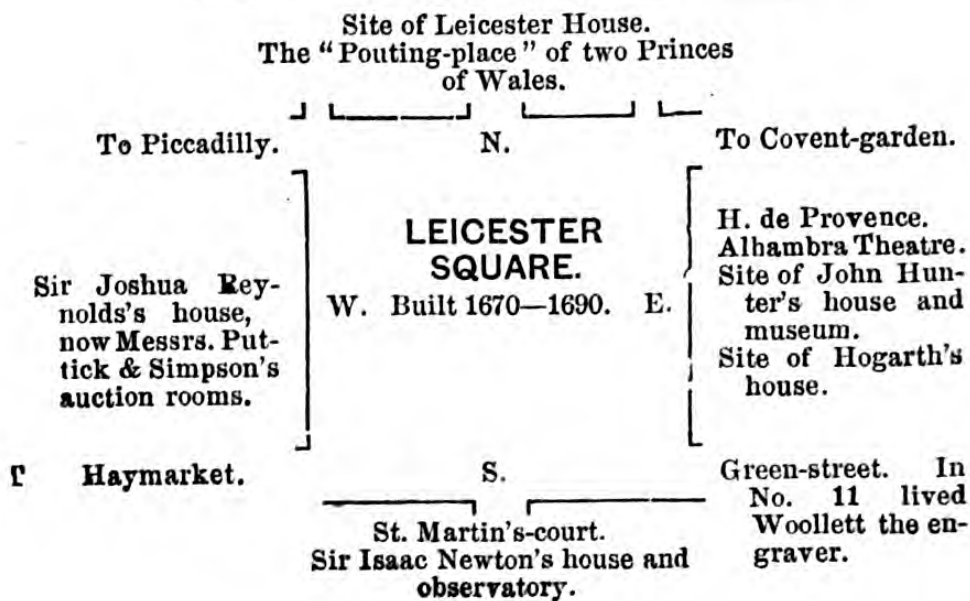 Site of Leicester House.
The "Pouting-place" of two Princes
of Wales.
To Piccadilly.
N.
To Covent-garden.
LEICESTER
SQUARE.
W. Built 1670—1690. E.
Sir Joshua Rey-
nolds's house,
now Messrs. Put-
tick & Simpson's
auction rooms.
H. de Provence.
Alhambra Theatre.
Site of John Hun-
ter's house and
museum.
Site of Hogarth's
house.
Haymarket.
S.
Green-street. In
No. 11 lived
Woollett the en-
graver.
St. Martin's-court.
Sir Isaac Newton's house and
observatory.